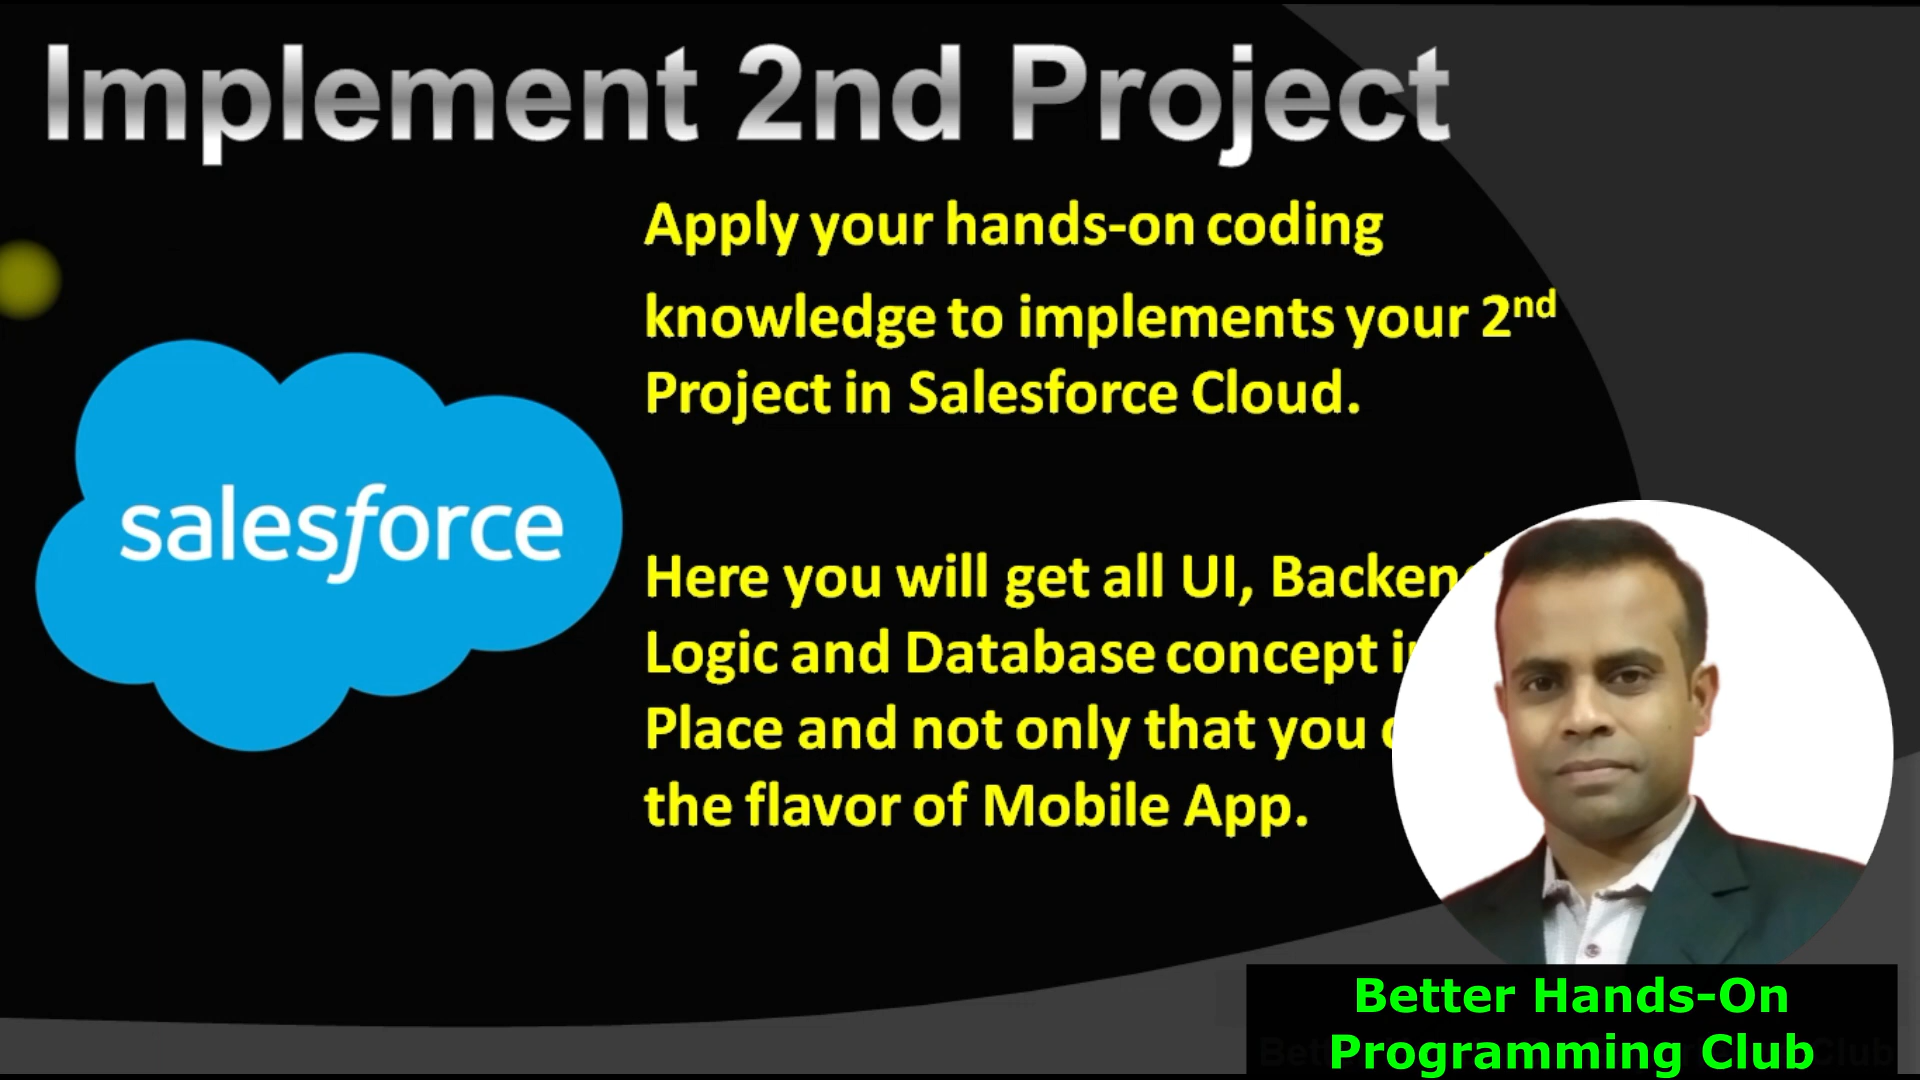 Implement 2nd Project
Apply your hands-on coding
knowledge to implements your 2nd
Project in Salesforce Cloud.
salesforce
Here you will get all UI, Backend
Logic and Database concept
Place and not only that you
the flavor of Mobile App.
Better Hands-On
Programming Club